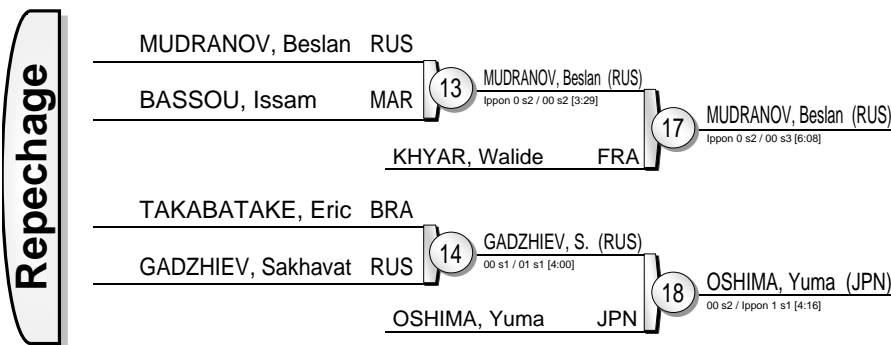 Repechage
MUDRANOV, Beslan RUS
BASSOU, Issam MAR
13
MUDRANOV, Beslan (RUS)
Ippon 0 s2 / 00 s2 [3:29]
KHYAR, Walide FRA
17
MUDRANOV, Beslan (RUS)
Ippon 0 s2 / 00 s3 [6:08]
TAKABATAKE, Eric BRA
GADZHIEV, Sakhavat RUS
14
GADZHIEV, S. (RUS)
00 s1 / 01 s1 [4:00]
OSHIMA, Yuma JPN
18
OSHIMA, Yuma (JPN)
00 s2 / Ippon 1 s1 [4:16]